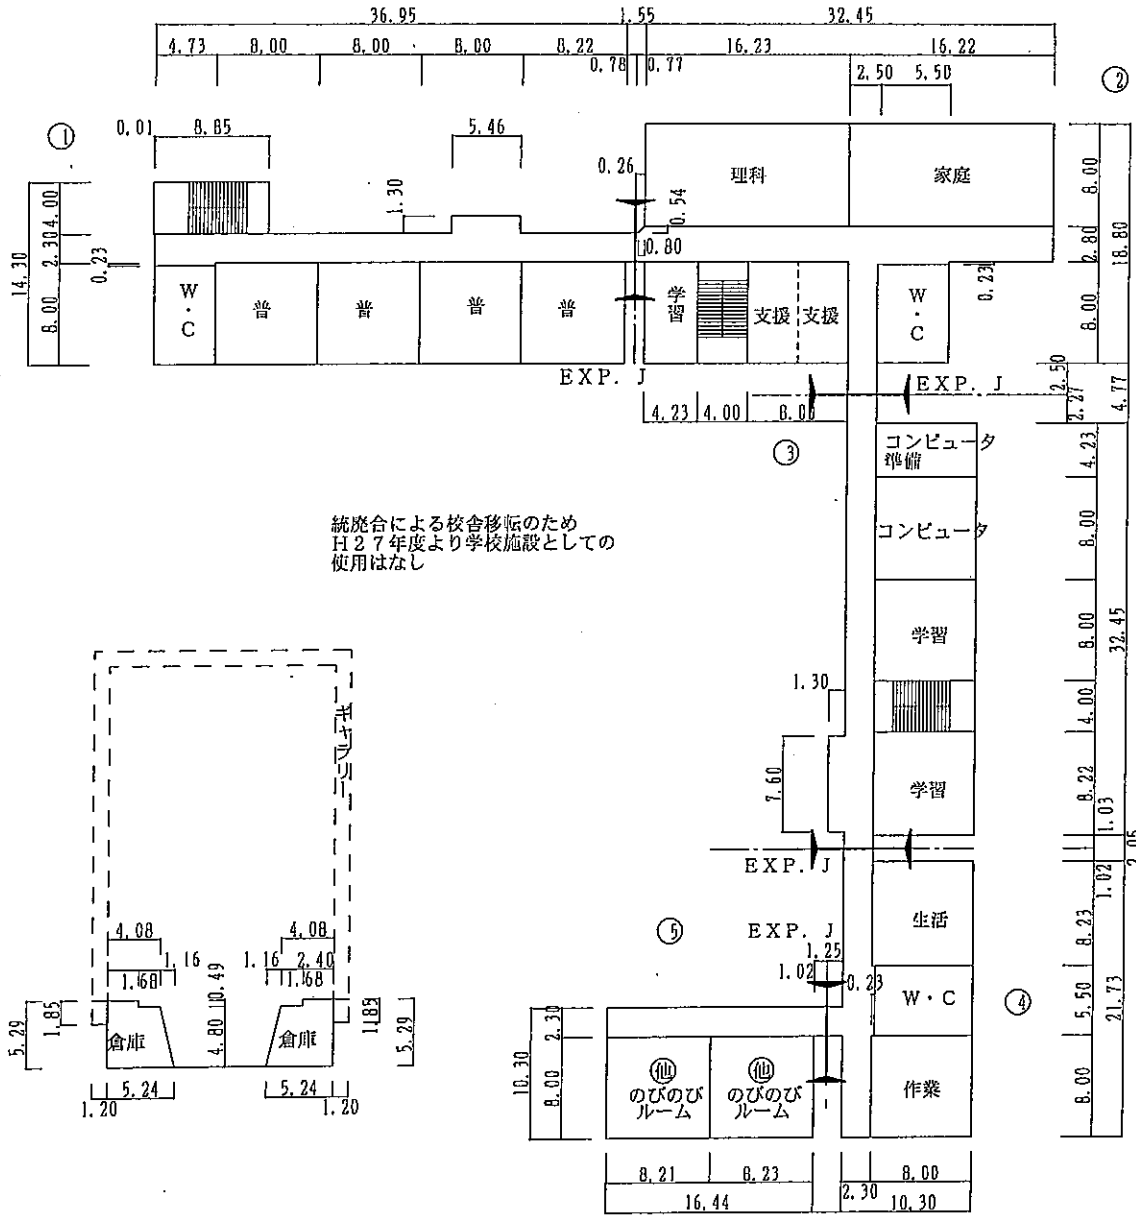 36.95 1.55 32.45
4.73 8.00 8.00 8.00 8.22 16.23 16.22
0.78 0.77 2.50 5.50
②
①
0.01 8.85 5.46
0.26
理科 家庭
1.30
0.54
0.80
14.30
4.00
2.30
8.00
0.23
8.00
2.80
8.00
18.80
0.23
W・C
普 普 普 普
学習
支援 支援
W・C
EXP. J
EXP. J
2.50
2.27
4.77
4.23 4.00 8.00
③
コンピュータ
準備
4.23
コンピュータ
8.00
統廃合による校舎移転のため
H27年度より学校施設としての
使用はなし
学習
8.00
32.45
1.30
4.00
ギャラリー
7.60
学習
8.22
1.03
2.05
EXP. J
1.02
⑤
EXP. J
生活
8.23
4.08 4.08
1.16 1.16 2.40
1.68 1.68
1.25
1.02 0.23
W・C
④
5.50
21.73
5.29
1.85
倉庫
4.80
0.49
倉庫
1.85
5.29
5.24 5.24
1.20 1.20
10.30
2.30
8.00
他 他
のびのび のびのび
ルーム ルーム
作業
8.00
8.21 8.23 8.00
2.30
16.44 10.30